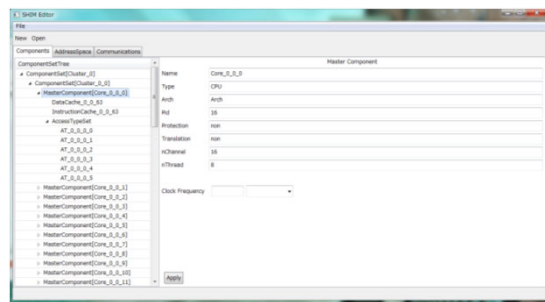 SHIM Editor
File
New Open
Components AddressSpace Communications
ComponentSetTree
ComponentSet[Cluster_0]
ComponentSet[Cluster_0_0]
MasterComponent[Core_0_0_0]
DataCache_0_0_63
InstructionCache_0_0_63
AccessTypeSet
AT_0_0_0_0
AT_0_0_0_1
AT_0_0_0_2
AT_0_0_0_3
AT_0_0_0_4
AT_0_0_0_5
MasterComponent[Core_0_0_1]
MasterComponent[Core_0_0_2]
MasterComponent[Core_0_0_3]
MasterComponent[Core_0_0_4]
MasterComponent[Core_0_0_5]
MasterComponent[Core_0_0_6]
MasterComponent[Core_0_0_7]
MasterComponent[Core_0_0_8]
MasterComponent[Core_0_0_9]
MasterComponent[Core_0_0_10]
MasterComponent[Core_0_0_11]
Master Component
Name Core_0_0_0
Type CPU
Arch Arch
Pid 16
Protection non
Translation non
nChannel 16
nThread 8
Clock Frequency
Apply